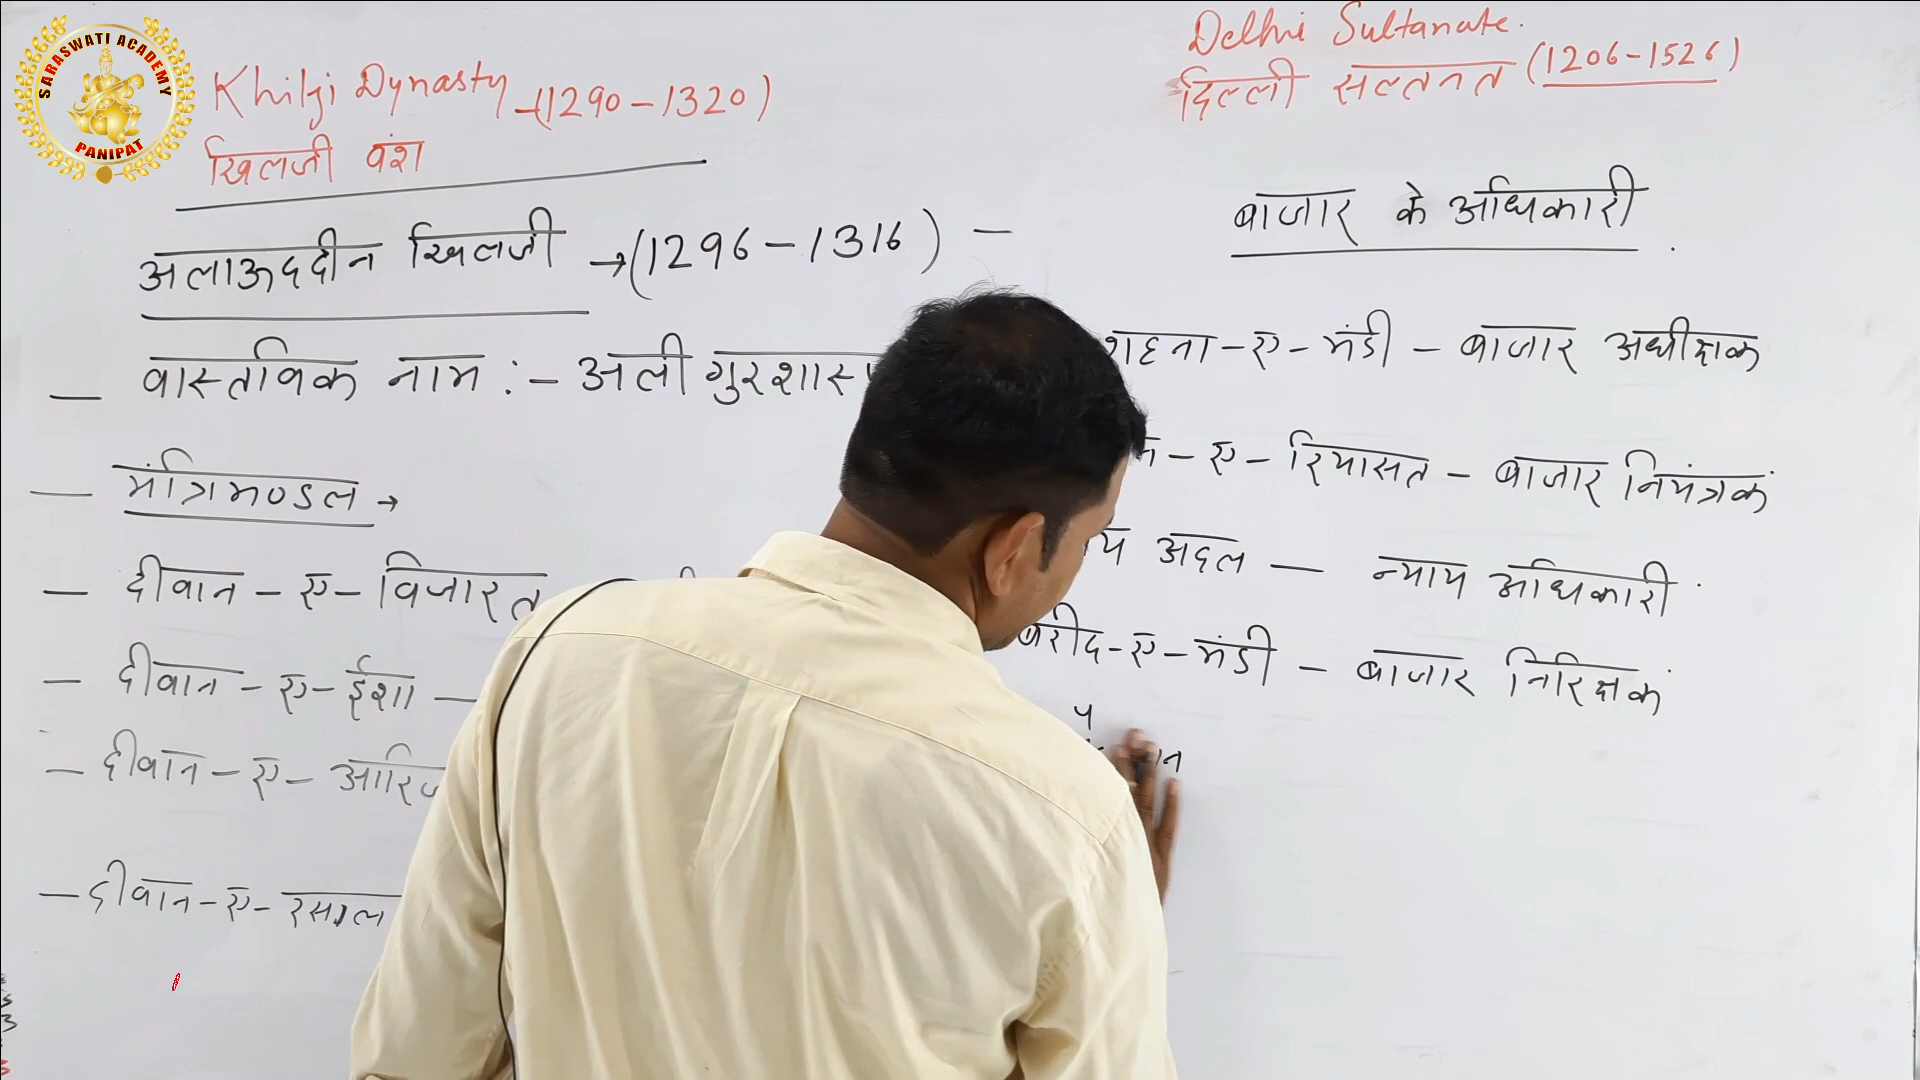 SARASWATI ACADEMY
PANIPAT
Khilji Dynasty → (1290-1320)
खिलजी वंश
अलाऊददीन खिलजी → (1296-1316) -
- वास्तविक नाम :- अली गुरशास्प
- मंत्रिमण्डल →
- दीवान-ए-विजारत
- दीवान-ए-ईशा -
- दीवान-ए-आरिज
- दीवान-ए-रसाल
Delhi Sultanate.
दिल्ली सल्तनत (1206-1526)
बाजार के अधिकारी
शहना-ए-मंडी - बाजार अधीक्षक
-ए-रियासत - बाजार नियंत्रक
अदल - न्याय अधिकारी
बरीद-ए-मंडी - बाजार निरिक्षक